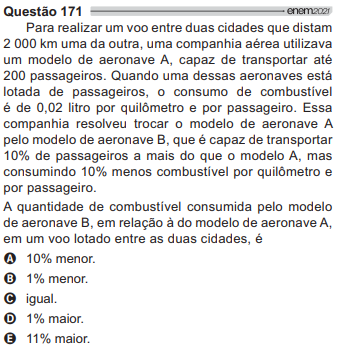 Questão 171 enem2021
Para realizar um voo entre duas cidades que distam
2 000 km uma da outra, uma companhia aérea utilizava
um modelo de aeronave A, capaz de transportar até
200 passageiros. Quando uma dessas aeronaves está
lotada de passageiros, o consumo de combustível
é de 0,02 litro por quilômetro e por passageiro. Essa
companhia resolveu trocar o modelo de aeronave A
pelo modelo de aeronave B, que é capaz de transportar
10% de passageiros a mais do que o modelo A, mas
consumindo 10% menos combustível por quilômetro e
por passageiro.
A quantidade de combustível consumida pelo modelo
de aeronave B, em relação à do modelo de aeronave A,
em um voo lotado entre as duas cidades, é
A 10% menor.
B 1% menor.
C igual.
D 1% maior.
E 11% maior.